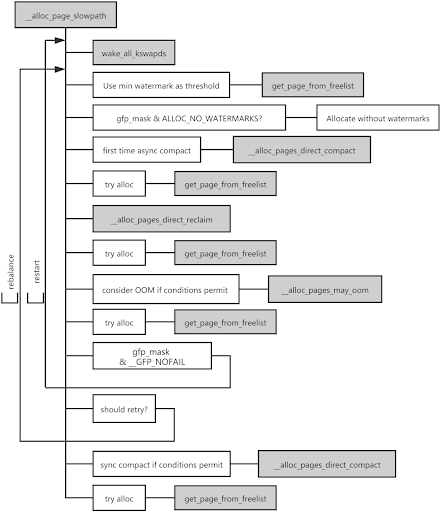 __alloc_page_slowpath
wake_all_kswapds
Use min watermark as threshold
get_page_from_freelist
gfp_mask & ALLOC_NO_WATERMARKS?
Allocate without watermarks
first time async compact
__alloc_pages_direct_compact
try alloc
get_page_from_freelist
__alloc_pages_direct_reclaim
try alloc
get_page_from_freelist
consider OOM if conditions permit
__alloc_pages_may_oom
try alloc
get_page_from_freelist
gfp_mask
& __GFP_NOFAIL
should retry?
sync compact if conditions permit
__alloc_pages_direct_compact
try alloc
get_page_from_freelist
rebalance
restart